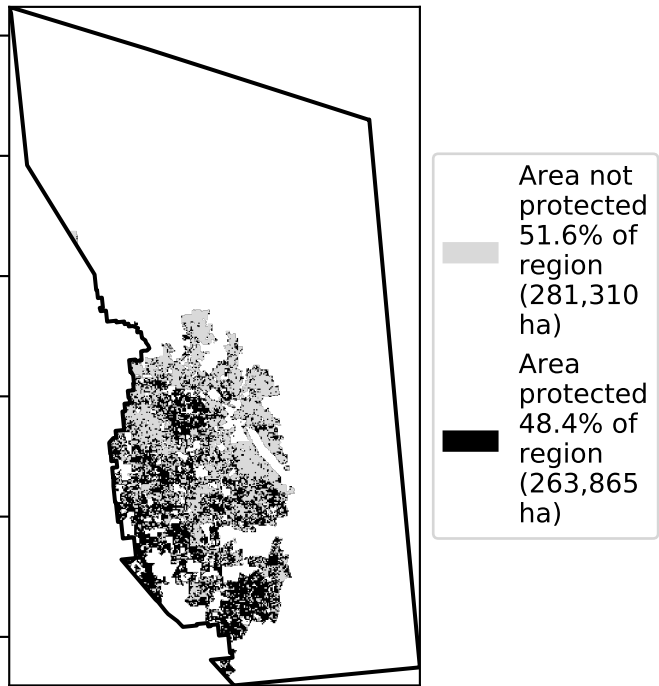 Area not
protected
51.6% of
region
(281,310
ha)
Area
protected
48.4% of
region
(263,865
ha)